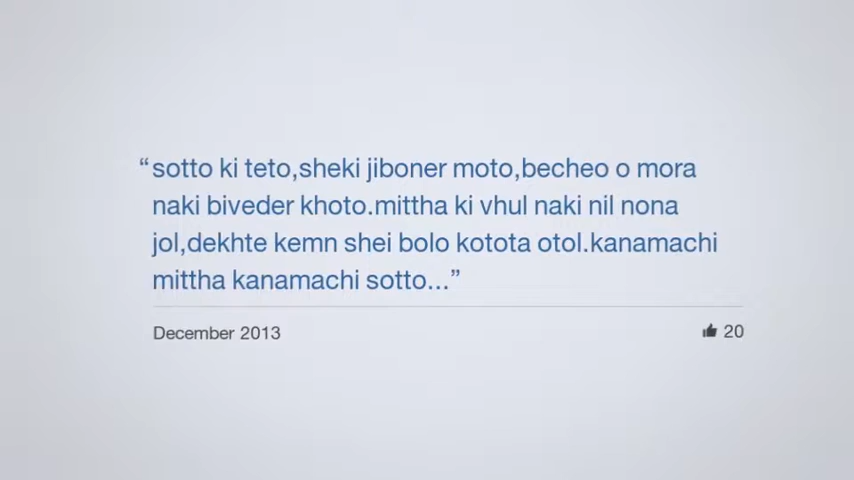 “sotto ki teto,sheki jiboner moto,becheo o mora
naki biveder khoto.mittha ki vhul naki nil nona
jol,dekhte kemn shei bolo kotota otol.kanamachi
mittha kanamachi sotto...”
December 2013 20